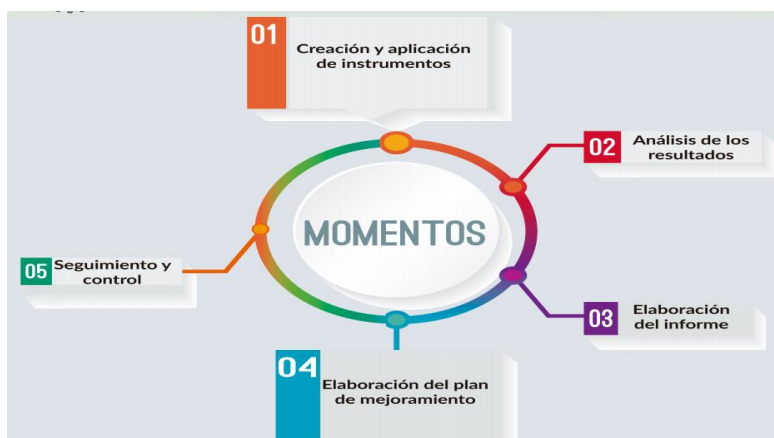 01
Creación y aplicación
de instrumentos
02
Análisis de los
resultados
MOMENTOS
05
Seguimiento y
control
03
Elaboración
del informe
04
Elaboración del plan
de mejoramiento